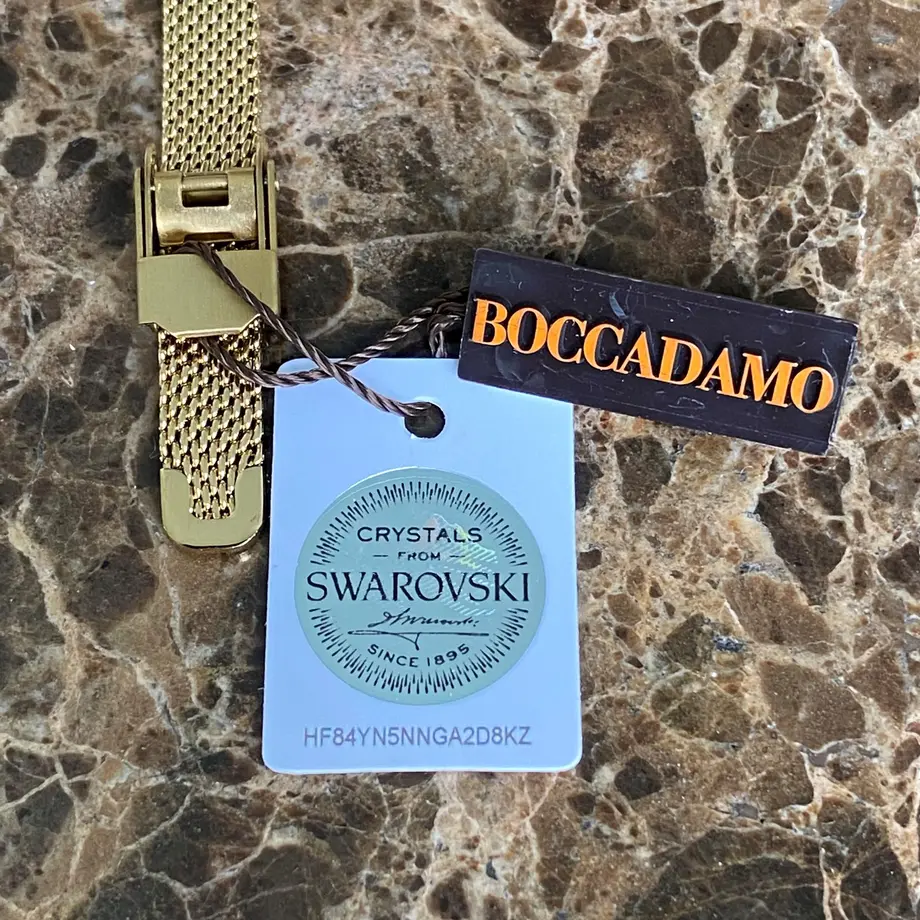 BOCCADAMO
CRYSTALS
FROM
SWAROVSKI
SINCE 1895
HF84YN5NNGA2D8KZ